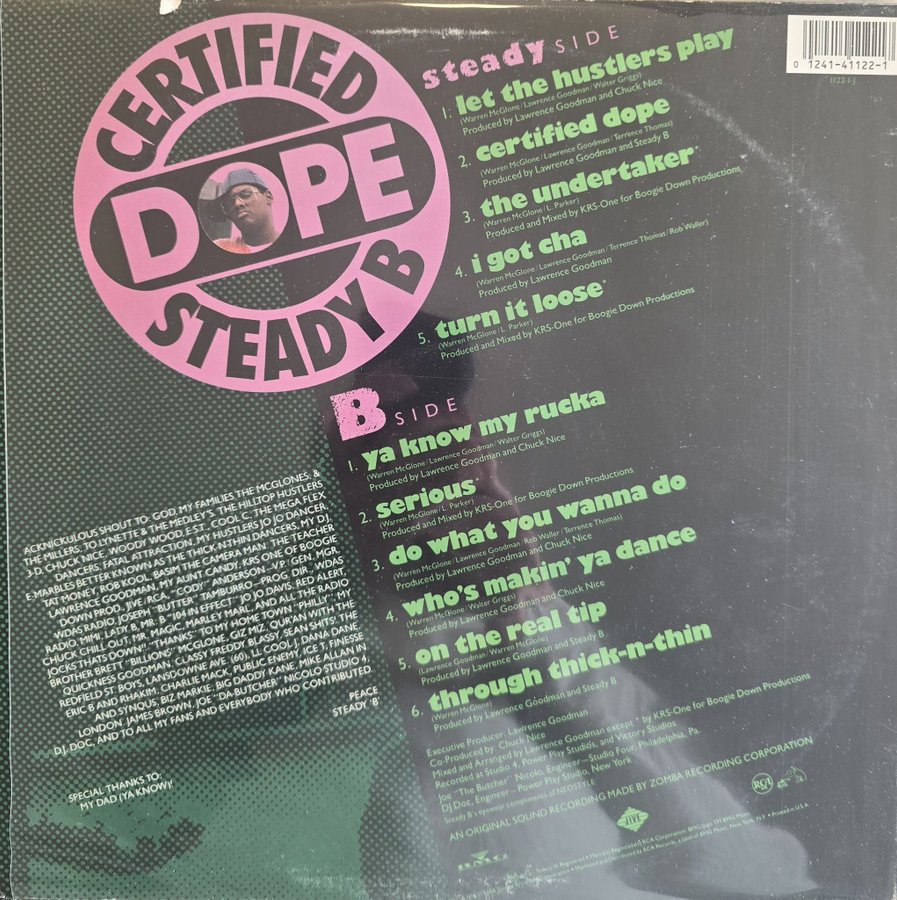 CERTIFIED
DOPE
STEADY B
steady SIDE
0 1241-41122-1
1122-1-J
1. let the hustlers play
(Warren McGlone/Lawrence Goodman/Walter Griggs)
Produced by Lawrence Goodman and Chuck Nice
2. certified dope
(Warren McGlone/Lawrence Goodman/Terrence Thomas)
Produced by Lawrence Goodman and Steady B
3. the undertaker*
(Warren McGlone/L. Parker)
Produced and Mixed by KRS-One for Boogie Down Productions
4. i got cha
(Warren McGlone/Lawrence Goodman/Terrence Thomas/Rob Waller)
Produced by Lawrence Goodman
5. turn it loose*
(Warren McGlone/L. Parker)
Produced and Mixed by KRS-One for Boogie Down Productions
B SIDE
1. ya know my rucka
(Warren McGlone/Lawrence Goodman/Walter Griggs)
Produced by Lawrence Goodman and Chuck Nice
2. serious*
(Warren McGlone/L. Parker)
Produced and Mixed by KRS-One for Boogie Down Productions
3. do what you wanna do
(Warren McGlone/Lawrence Goodman/Rob Waller/Terrence Thomas)
Produced by Lawrence Goodman and Chuck Nice
4. who's makin' ya dance
(Warren McGlone/Walter Griggs)
Produced by Lawrence Goodman and Chuck Nice
5. on the real tip
(Lawrence Goodman/Warren McGlone)
Produced by Lawrence Goodman and Steady B
6. through thick-n-thin
(Warren McGlone)
Produced by Lawrence Goodman and Steady B
Executive Producer: Lawrence Goodman
Co Produced by Chuck Nice
Mixed and Arranged by Lawrence Goodman except * by KRS-One for Boogie Down Productions
Recorded at Studio 4, Power Play Studios, and Victory Studios
Joe "The Butcher" Nicolo, Engineer—Studio Four, Philadelphia, Pa.
DJ Doc, Engineer—Power Play Studio, New York
Steady B's eyewear compliments of NEOSTYLE
AN ORIGINAL SOUND RECORDING MADE BY ZOMBA RECORDING CORPORATION
ACKNICKULOUS SHOUT TO: GOD, MY FAMILIES THE MCGLONES, &
THE MILLERS, TO LYNETTE & THE MEDLEY'S, THE HILLTOP HUSTLERS
3-D, CHUCK NICE, WOODY WOOD, E.S.T., COOL C, THE MEGA FLEX
DANCERS, FATAL ATTRACTION, MY HUSTLERS JO JO DANCER,
E-MARBLES BETTER KNOWN AS THE THICK-N-THIN DANCERS, MY D.J.
TAT MONEY, ROB KOOL, BASIM THE CAMERA MAN, THE TEACHER,
LAWRENCE GOODMAN, MY AUNT CANDY, KRS, ONE OF BOOGIE
DOWN PROD., JIVE/RCA, "CODY" ANDERSON—V.P. GEN. MGR.
WDAS RADIO, JOSEPH "BUTTER" TAMBURRO—PROG. DIR., WDAS
RADIO, MIMI, LADY B, MR. B "104 IN EFFECT", JO JO DAVIS, RED ALERT,
CHUCK CHILL OUT, MR. MAGIC, MARLEY MARL, AND ALL THE RADIO
JOCKS THATS DOWN! "THANKS" TO MY HOME TOWN "PHILLY," MY
BROTHER BRETT "BILLIONS" MCGLONE, GIZ MIZ, QUR'AN WITH THE
QUICKNESS GOODMAN, CLASSY FREDDY BLASSY, SEAN SHITS! THE
REDFIELD ST. BOYS, LANSDOWNE AVE. (60), LL COOL J, DANA DANE,
ERIC B AND RAKIM, CHARLIE MACK, PUBLIC ENEMY, ICE T, FINESSE
AND SYNQUS, BIZ MARKIE, BIG DADDY KANE, MIKE ALLAN IN
LONDON, JAMES BROWN, JOE "DA-BUTCHER" NICOLO STUDIO 4,
D.J. DOC, AND TO ALL MY FANS AND EVERYBODY WHO CONTRIBUTED.
PEACE
STEADY 'B'
SPECIAL THANKS TO:
MY DAD (YA KNOW)!
BMG
JIVE
RCA